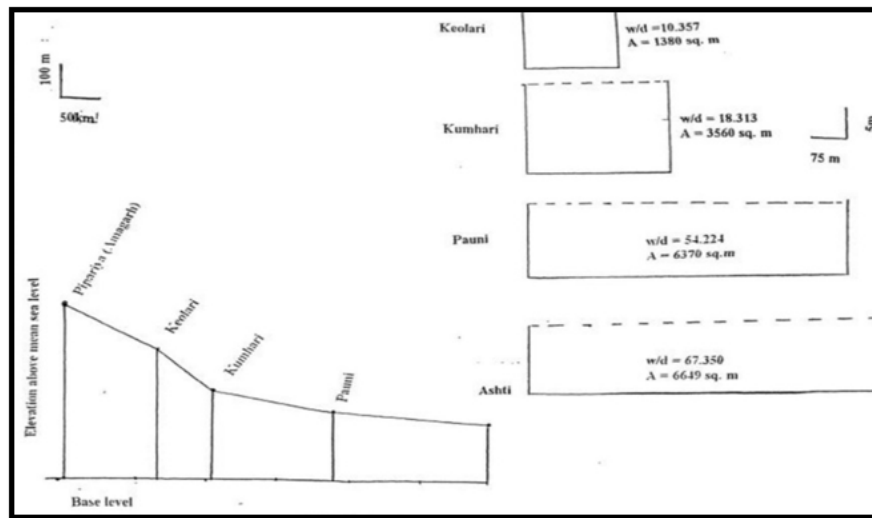 Keolari
w/d =10.357
A = 1380 sq. m
100 m
Kumhari
w/d = 18.313
A = 3560 sq. m
5m
75 m
Pipariya (Amagarh)
Keolari
Kumhari
Pauni
Elevation above mean sea level
Base level
Pauni
w/d = 54.224
A = 6370 sq.m
Ashti
w/d = 67.350
A = 6649 sq. m